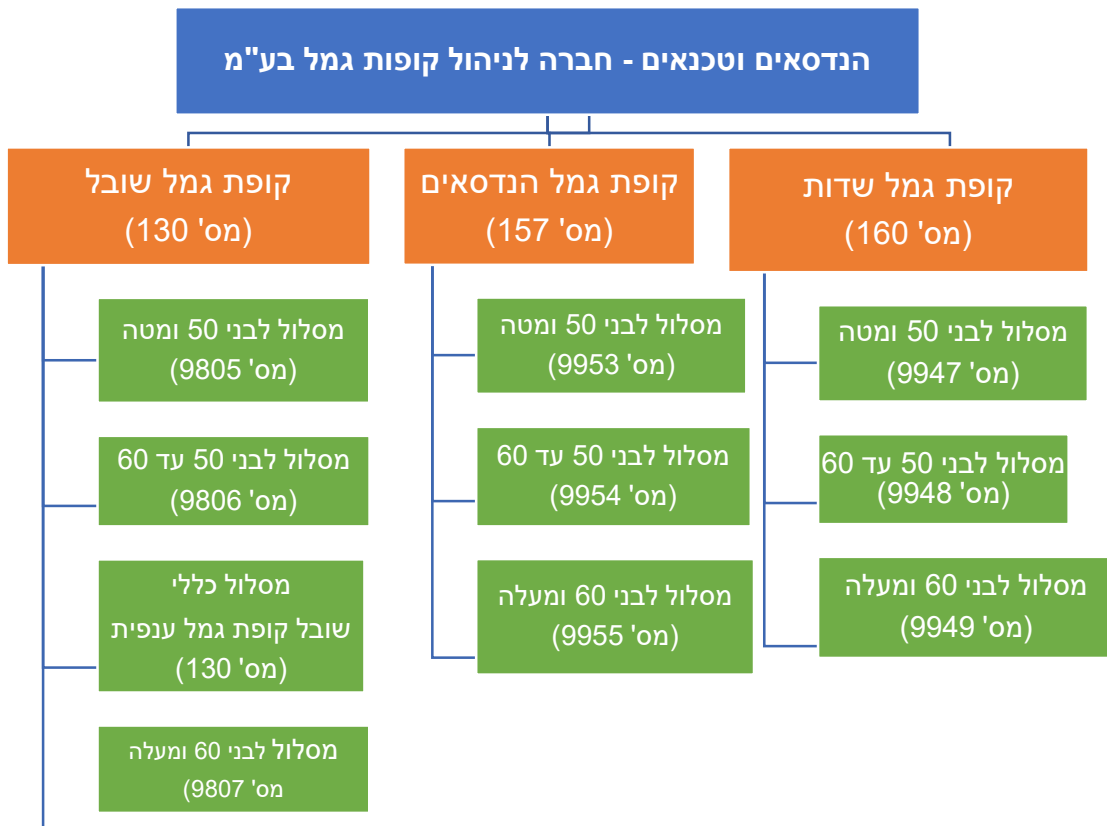 הנדסאים וטכנאים - חברה לניהול קופות גמל בע"מ
קופת גמל שדות
(מס' 160)
מסלול לבני 50 ומטה
(מס' 9947)
מסלול לבני 50 עד 60
(מס' 9948)
מסלול לבני 60 ומעלה
(מס' 9949)
קופת גמל הנדסאים
(מס' 157)
מסלול לבני 50 ומטה
(מס' 9953)
מסלול לבני 50 עד 60
(מס' 9954)
מסלול לבני 60 ומעלה
(מס' 9955)
קופת גמל שובל
(מס' 130)
מסלול לבני 50 ומטה
(מס' 9805)
מסלול לבני 50 עד 60
(מס' 9806)
מסלול כללי
שובל קופת גמל ענפית
(מס' 130)
מסלול לבני 60 ומעלה
מס' 9807)